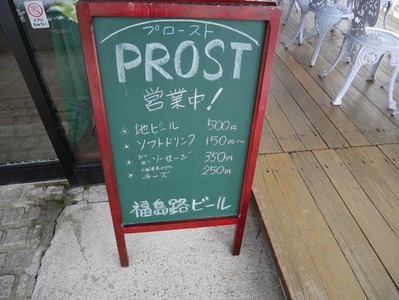 プロースト
PROST
営業中!
* 地ビール 500円
* ソフトドリンク 150円~
* ソーセージ 350円
* チーズ 250円
福島路ビール